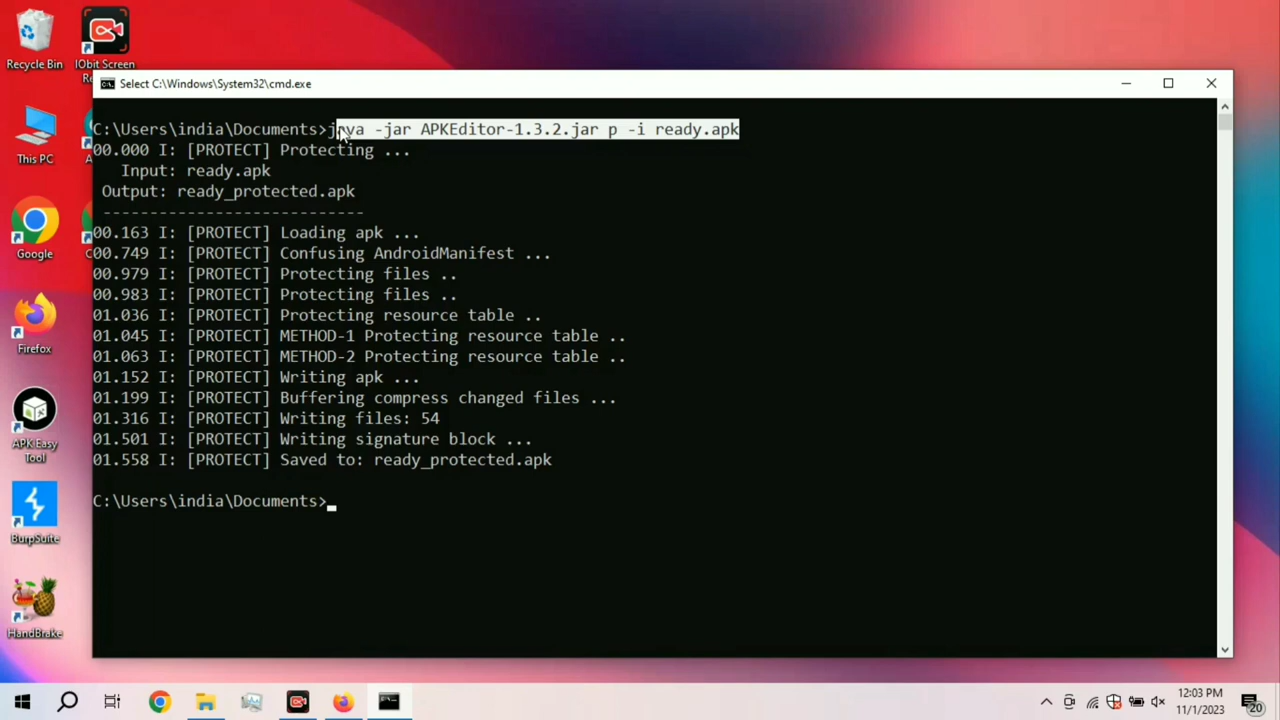 Recycle Bin
IObit Screen
Select C:\Windows\System32\cmd.exe
C:\Users\india\Documents>java -jar APKEditor-1.3.2.jar p -i ready.apk
00.000 I: [PROTECT] Protecting ...
Input: ready.apk
Output: ready_protected.apk
----------------------------
00.163 I: [PROTECT] Loading apk ...
00.749 I: [PROTECT] Confusing AndroidManifest ...
00.979 I: [PROTECT] Protecting files ..
00.983 I: [PROTECT] Protecting files ..
01.036 I: [PROTECT] Protecting resource table ..
01.045 I: [PROTECT] METHOD-1 Protecting resource table ..
01.063 I: [PROTECT] METHOD-2 Protecting resource table ..
01.152 I: [PROTECT] Writing apk ...
01.199 I: [PROTECT] Buffering compress changed files ...
01.316 I: [PROTECT] Writing files: 54
01.501 I: [PROTECT] Writing signature block ...
01.558 I: [PROTECT] Saved to: ready_protected.apk
C:\Users\india\Documents>
This PC
Google
Firefox
APK Easy
Tool
BurpSuite
HandBrake
12:03 PM
11/1/2023
20